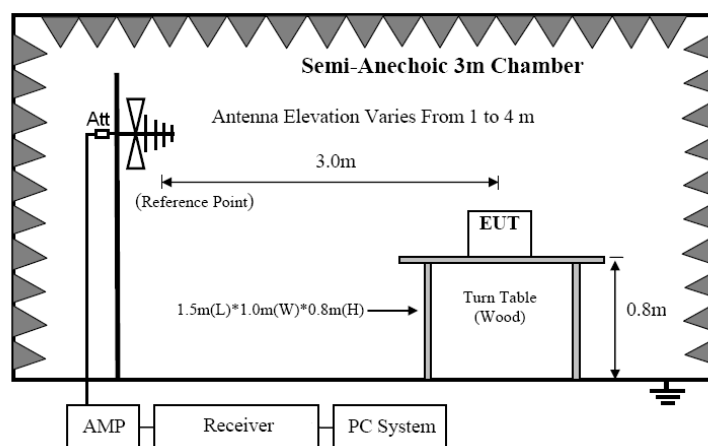 Semi-Anechoic 3m Chamber
Att
Antenna Elevation Varies From 1 to 4 m
3.0m
(Reference Point)
EUT
1.5m(L)*1.0m(W)*0.8m(H)
Turn Table
(Wood)
0.8m
AMP
Receiver
PC System